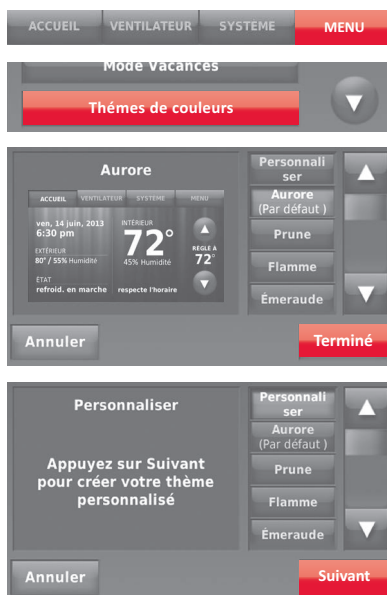 ACCUEIL VENTILATEUR SYSTEME MENU
Mode Vacances
Thémes de couleurs
Aurore
ACCUEIL VENTILATEUR SYSTEME MENU
ven, 14 juin, 2013
6:30 pm
EXTÉRIEUR
80° / 55% Humidité
ÉTAT
refroid. en marche
INTÉRIEUR
72°
45% Humidité
respecte l'horaire
REGLE À
72°
Personnali
ser
Aurore
(Par défaut )
Prune
Flamme
Émeraude
Annuler
Terminé
Personnaliser
Appuyez sur Suivant
pour créer votre thème
personnalisé
Personnali
ser
Aurore
(Par défaut )
Prune
Flamme
Émeraude
Annuler
Suivant